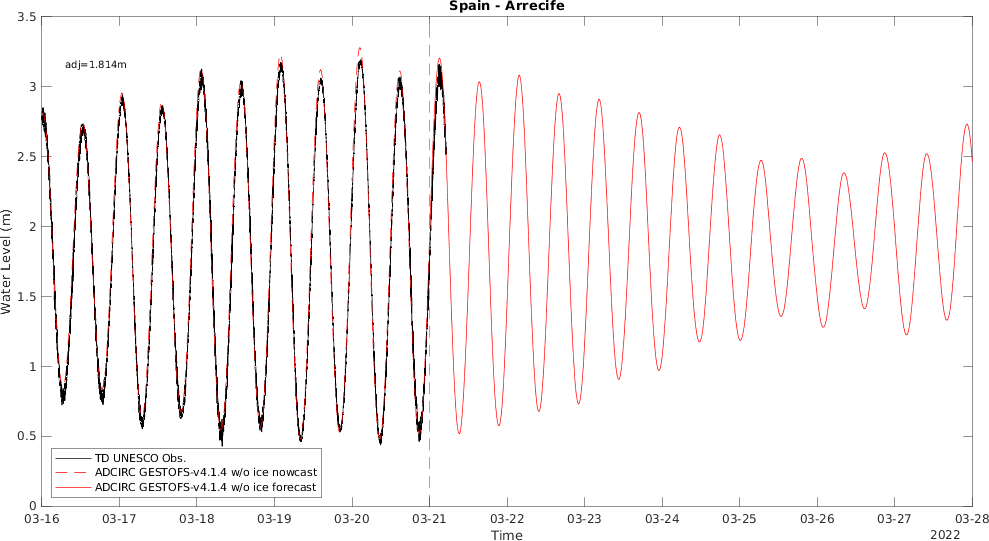 Spain - Arrecife
3.5
adj=1.814m
3
2.5
2
Water Level (m)
1.5
1
0.5
TD UNESCO Obs.
ADCIRC GESTOFS-v4.1.4 w/o ice nowcast
ADCIRC GESTOFS-v4.1.4 w/o ice forecast
0
03-16 03-17 03-18 03-19 03-20 03-21 03-22 03-23 03-24 03-25 03-26 03-27 03-28
Time
2022